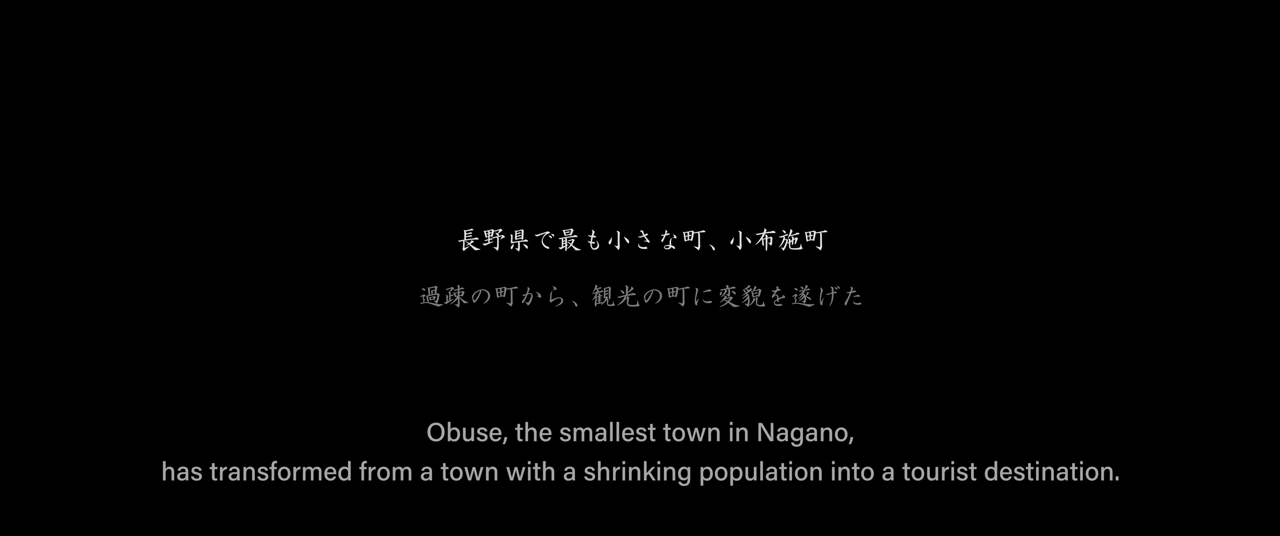 長野県で最も小さな町、小布施町
過疎の町から、観光の町に変貌を遂げた
Obuse, the smallest town in Nagano,
has transformed from a town with a shrinking population into a tourist destination.